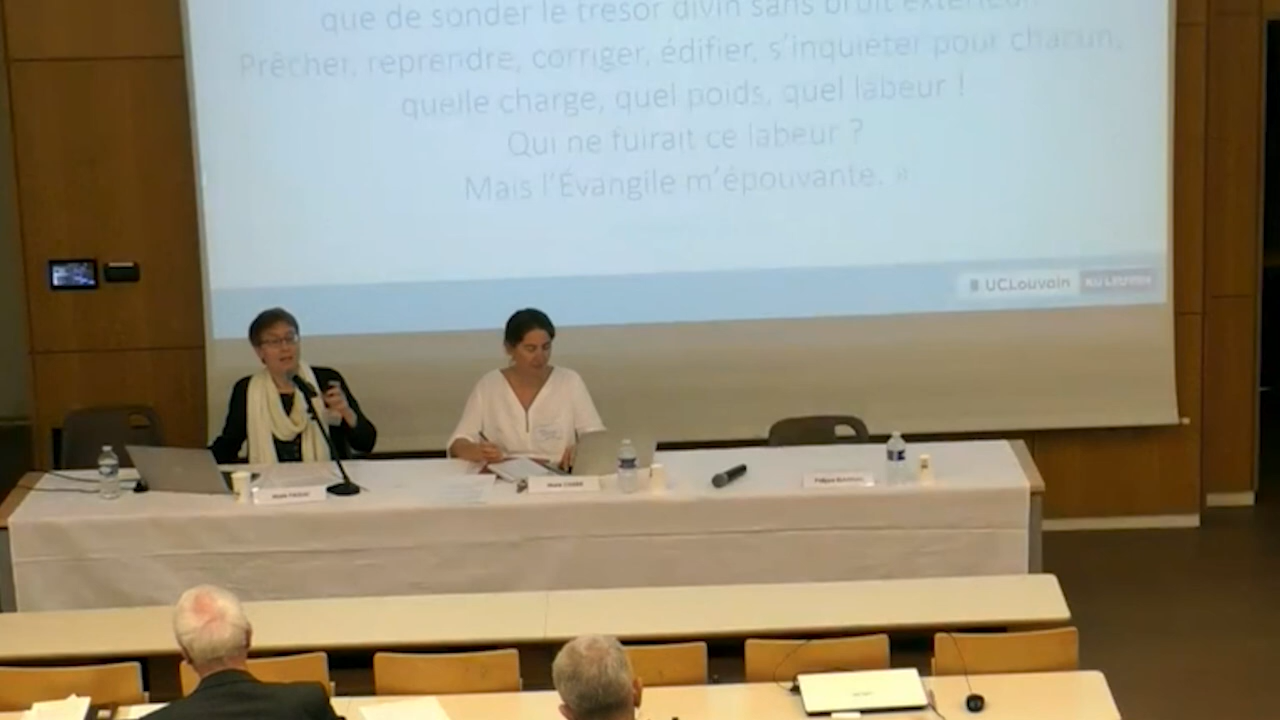 que de sonder le trésor divin sans bruit extérieur.
Prêcher, reprendre, corriger, édifier, s'inquiéter pour chacun,
quelle charge, quel poids, quel labeur !
Qui ne fuirait ce labeur ?
Mais l'Évangile m'épouvante. »
UCLouvain KU LEUVEN